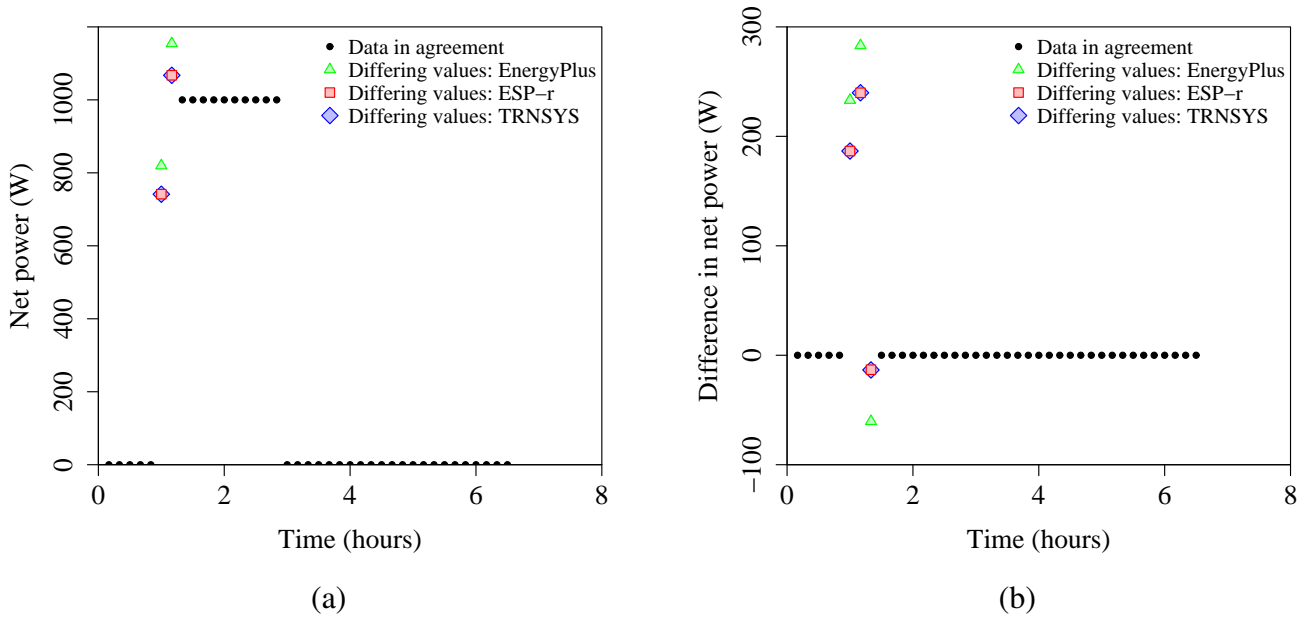 Net power (W)
1000
800
600
400
200
0
0 2 4 6 8
Time (hours)
Data in agreement
Differing values: EnergyPlus
Differing values: ESP−r
Differing values: TRNSYS
(a)
Difference in net power (W)
300
200
100
0
−100
0 2 4 6 8
Time (hours)
Data in agreement
Differing values: EnergyPlus
Differing values: ESP−r
Differing values: TRNSYS
(b)